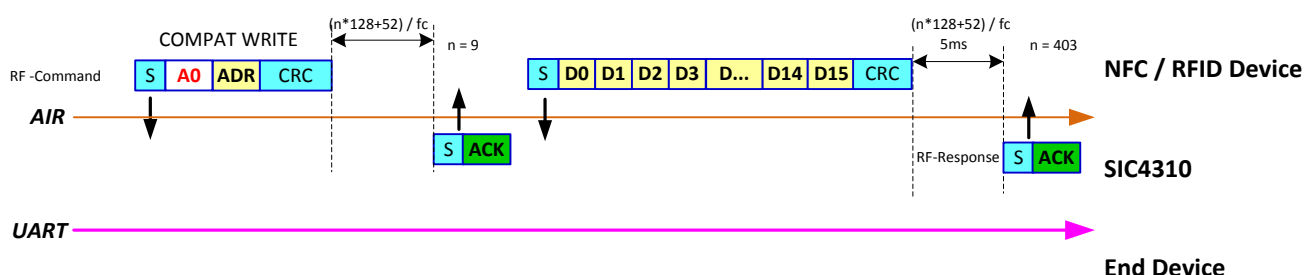 (n*128+52) / fc
(n*128+52) / fc
COMPAT WRITE
n = 9
5ms
n = 403
RF -Command
S A0 ADR CRC
S D0 D1 D2 D3 D... D14 D15 CRC
NFC / RFID Device
AIR
S ACK
RF-Response
S ACK
SIC4310
UART
End Device